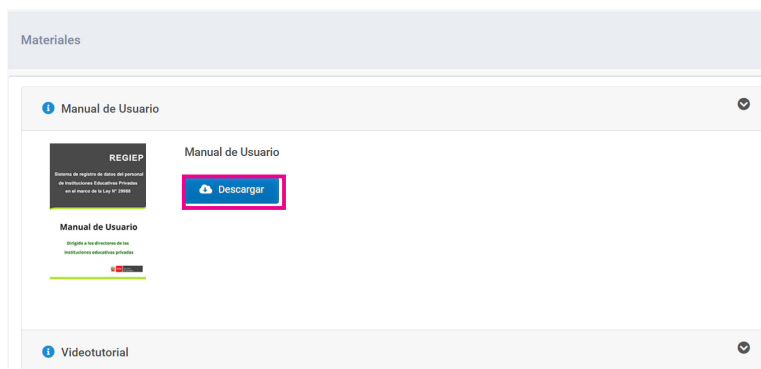 Materiales
Manual de Usuario
REGIEP
Sistema de registro de datos del personal
de Instituciones Educativas Privadas
en el marco de la Ley N° 29988
Manual de Usuario
Dirigido a los directores de las
instituciones educativas privadas
Manual de Usuario
Descargar
Videotutorial